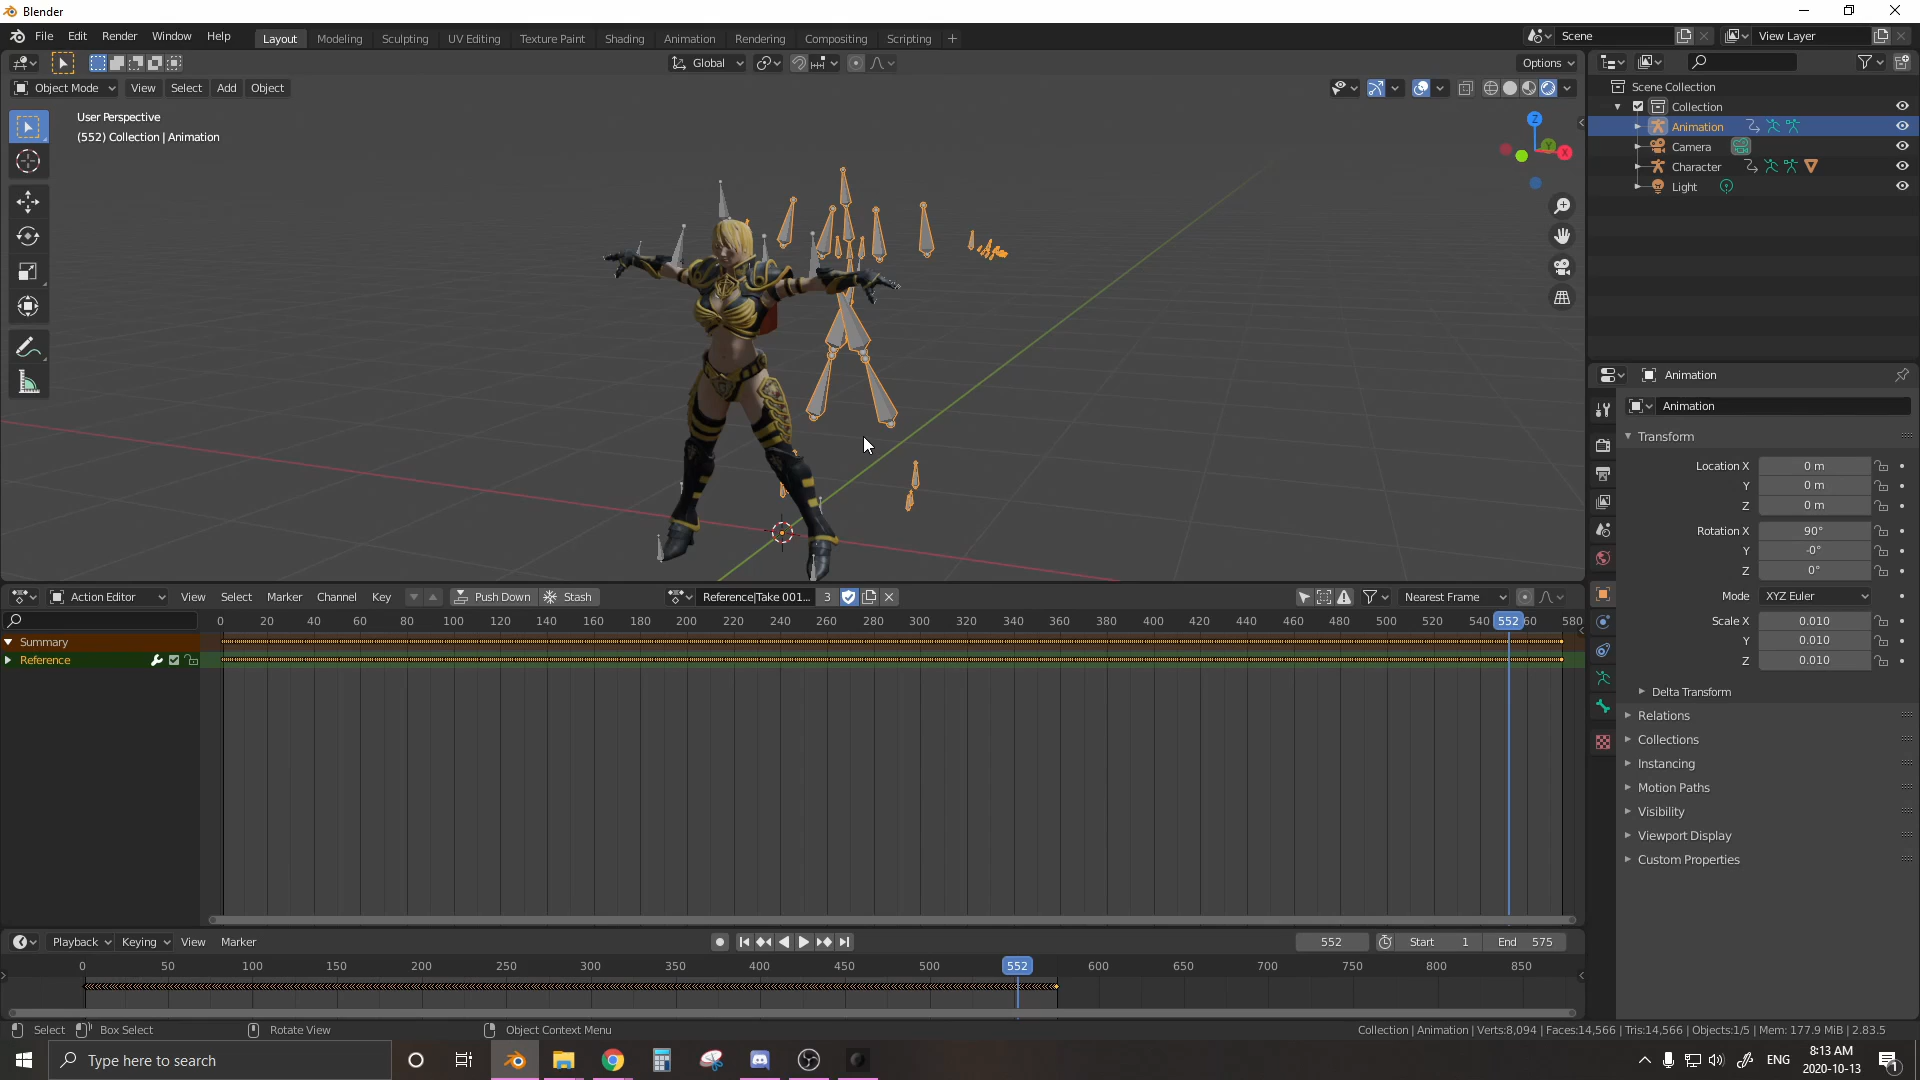 Blender
File Edit Render Window Help
Layout Modeling Sculpting UV Editing Texture Paint Shading Animation Rendering Compositing Scripting +
Scene
View Layer
Global
Options
Object Mode View Select Add Object
User Perspective
(552) Collection | Animation
Z
Y
X
Scene Collection
Collection
Animation
Camera
Character
Light
Animation
Animation
Transform
Location X 0 m
Y 0 m
Z 0 m
Rotation X 90°
Y -0°
Z 0°
Mode XYZ Euler
Scale X 0.010
Y 0.010
Z 0.010
Delta Transform
Relations
Collections
Instancing
Motion Paths
Visibility
Viewport Display
Custom Properties
Action Editor View Select Marker Channel Key Push Down Stash Reference|Take 001... 3 Nearest Frame
0 20 40 60 80 100 120 140 160 180 200 220 240 260 280 300 320 340 360 380 400 420 440 460 480 500 520 540 552 60 580
Summary
Reference
Playback Keying View Marker 552 Start 1 End 575
0 50 100 150 200 250 300 350 400 450 500 552 600 650 700 750 800 850
Select Box Select Rotate View Object Context Menu Collection | Animation | Verts:8,094 | Faces:14,566 | Tris:14,566 | Objects:1/5 | Mem: 177.9 MiB | 2.83.5
Type here to search
ENG
8:13 AM
2020-10-13
1